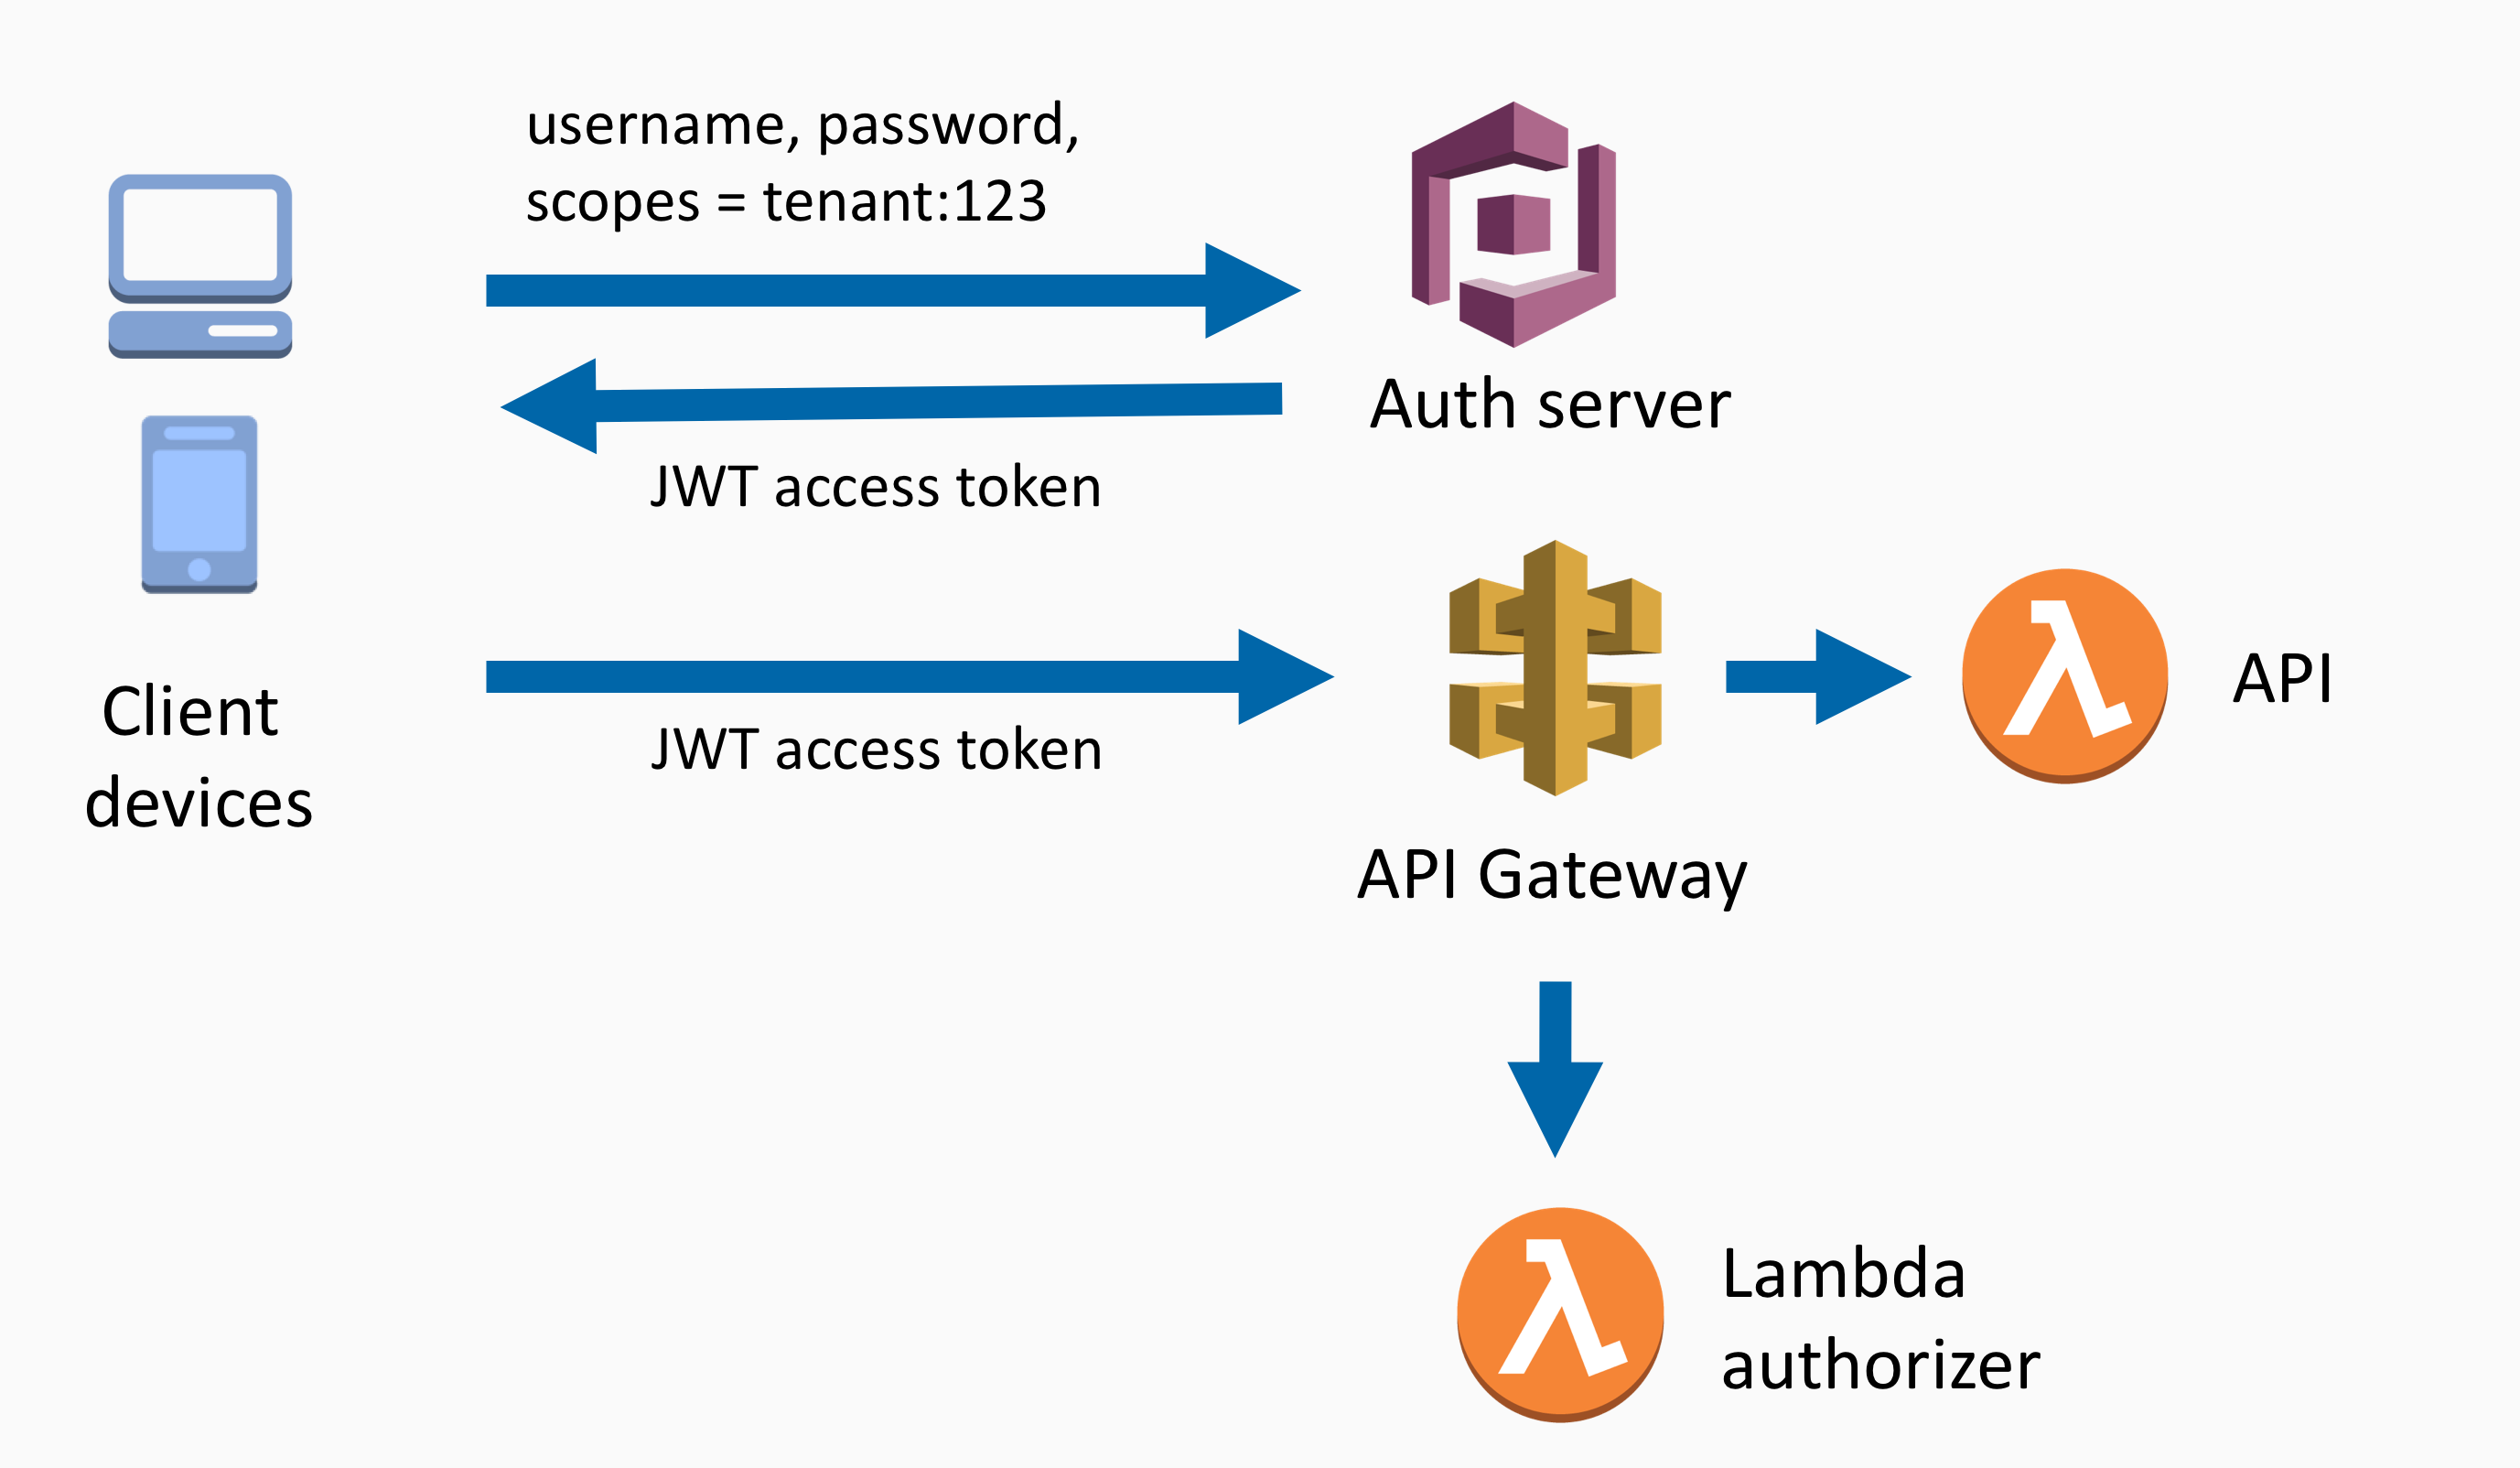 username, password,
scopes = tenant:123
Auth server
JWT access token
Client
devices
JWT access token
API
API Gateway
Lambda
authorizer